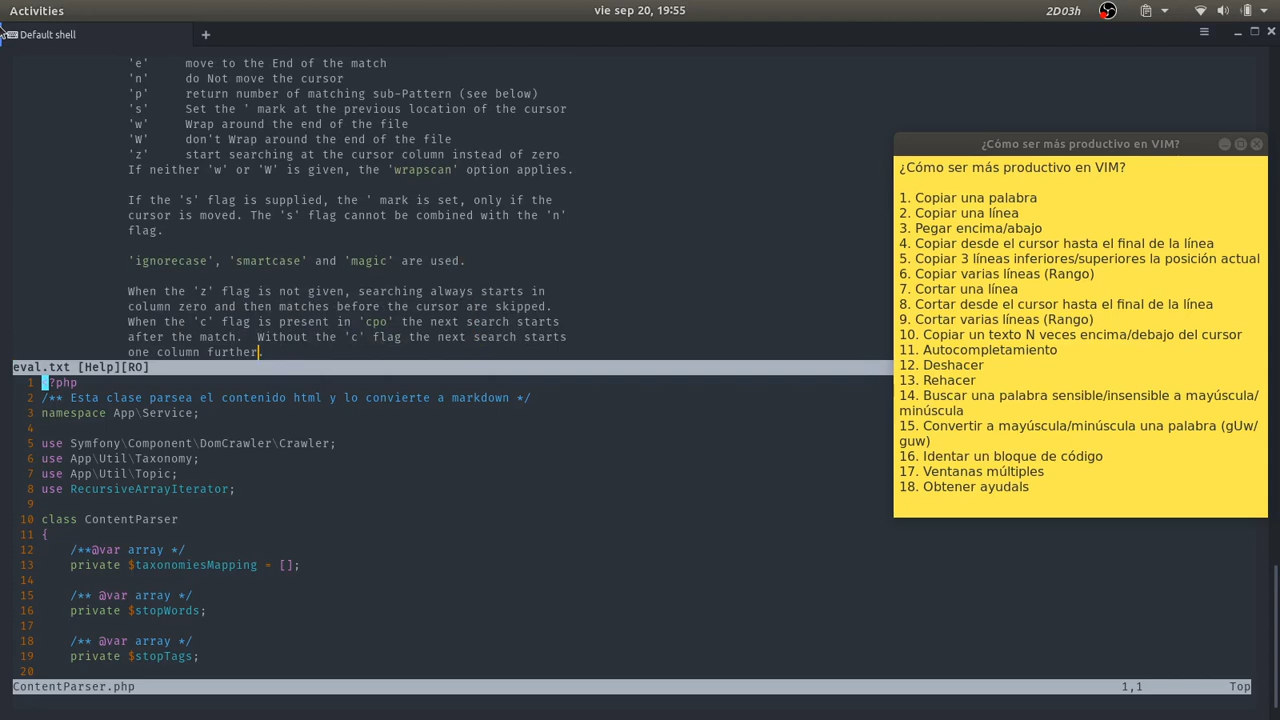 Activities
vie sep 20, 19:55
2D03h
Default shell
+
'e' move to the End of the match
'n' do Not move the cursor
'p' return number of matching sub-Pattern (see below)
's' Set the ' mark at the previous location of the cursor
'w' Wrap around the end of the file
'W' don't Wrap around the end of the file
'z' start searching at the cursor column instead of zero
If neither 'w' or 'W' is given, the 'wrapscan' option applies.
If the 's' flag is supplied, the ' mark is set, only if the
cursor is moved. The 's' flag cannot be combined with the 'n'
flag.
'ignorecase', 'smartcase' and 'magic' are used.
When the 'z' flag is not given, searching always starts in
column zero and then matches before the cursor are skipped.
When the 'c' flag is present in 'cpo' the next search starts
after the match.  Without the 'c' flag the next search starts
one column further.
eval.txt [Help][RO]
1 <?php
2 /** Esta clase parsea el contenido html y lo convierte a markdown */
3 namespace App\Service;
4
5 use Symfony\Component\DomCrawler\Crawler;
6 use App\Util\Taxonomy;
7 use App\Util\Topic;
8 use RecursiveArrayIterator;
9
10 class ContentParser
11 {
12 /**@var array */
13 private $taxonomiesMapping = [];
14
15 /** @var array */
16 private $stopWords;
17
18 /** @var array */
19 private $stopTags;
20
ContentParser.php 1,1 Top
¿Cómo ser más productivo en VIM?
¿Cómo ser más productivo en VIM?
1. Copiar una palabra
2. Copiar una línea
3. Pegar encima/abajo
4. Copiar desde el cursor hasta el final de la línea
5. Copiar 3 líneas inferiores/superiores la posición actual
6. Copiar varias líneas (Rango)
7. Cortar una línea
8. Cortar desde el cursor hasta el final de la línea
9. Cortar varias líneas (Rango)
10. Copiar un texto N veces encima/debajo del cursor
11. Autocompletamiento
12. Deshacer
13. Rehacer
14. Buscar una palabra sensible/insensible a mayúscula/
minúscula
15. Convertir a mayúscula/minúscula una palabra (gUw/
guw)
16. Identar un bloque de código
17. Ventanas múltiples
18. Obtener ayudals